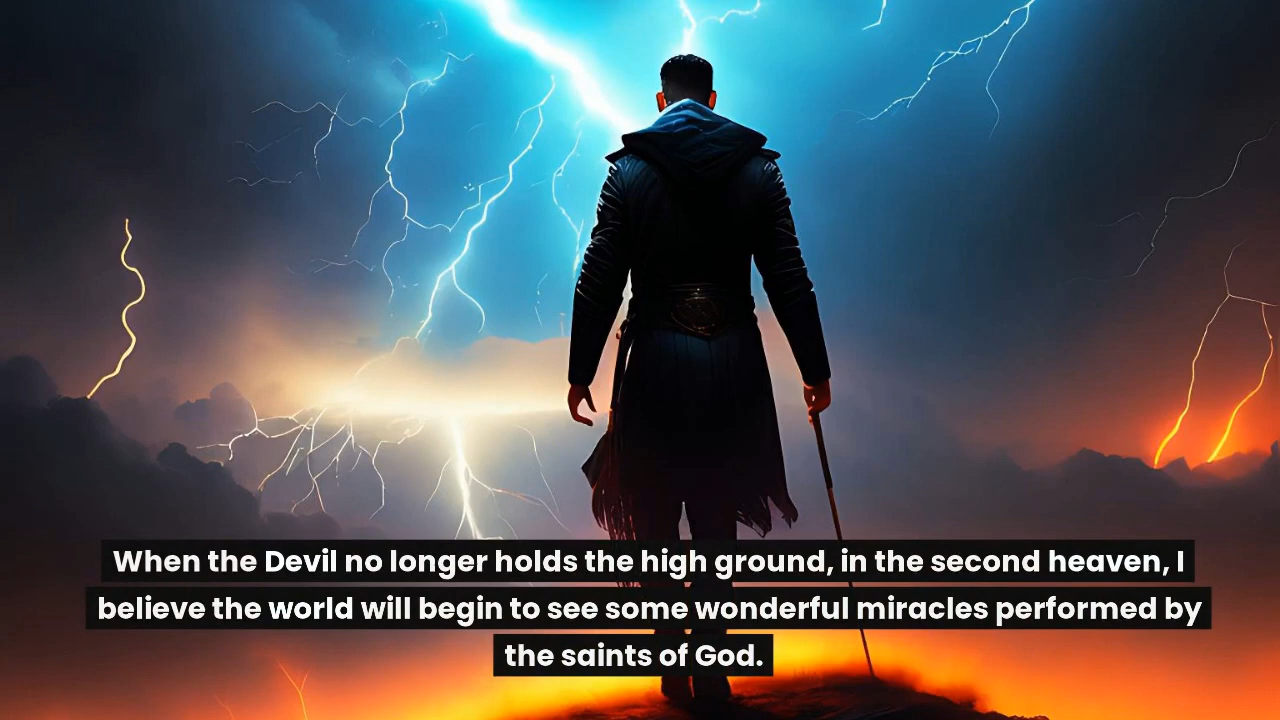 When the Devil no longer holds the high ground, in the second heaven, I
believe the world will begin to see some wonderful miracles performed by
the saints of God.